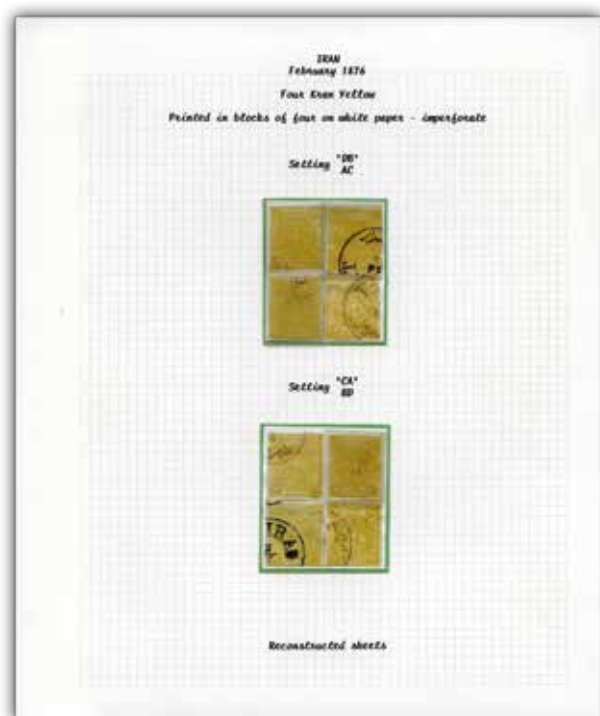 IRAN
February 1876
Four Kran Yellow
Printed in blocks of four on white paper - imperforate
Setting "DB"
AC
Setting "CA"
BD
Reconstructed sheets